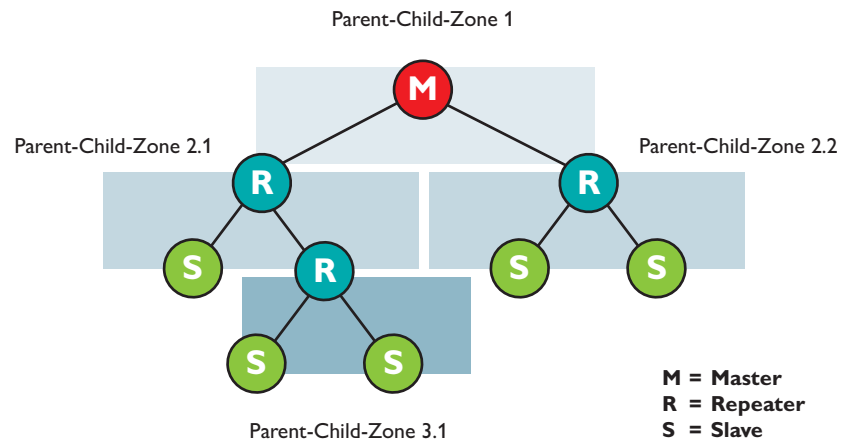 Parent-Child-Zone 1
M
Parent-Child-Zone 2.1
Parent-Child-Zone 2.2
R
R
S
R
S
S
S
S
M = Master
R = Repeater
S = Slave
Parent-Child-Zone 3.1